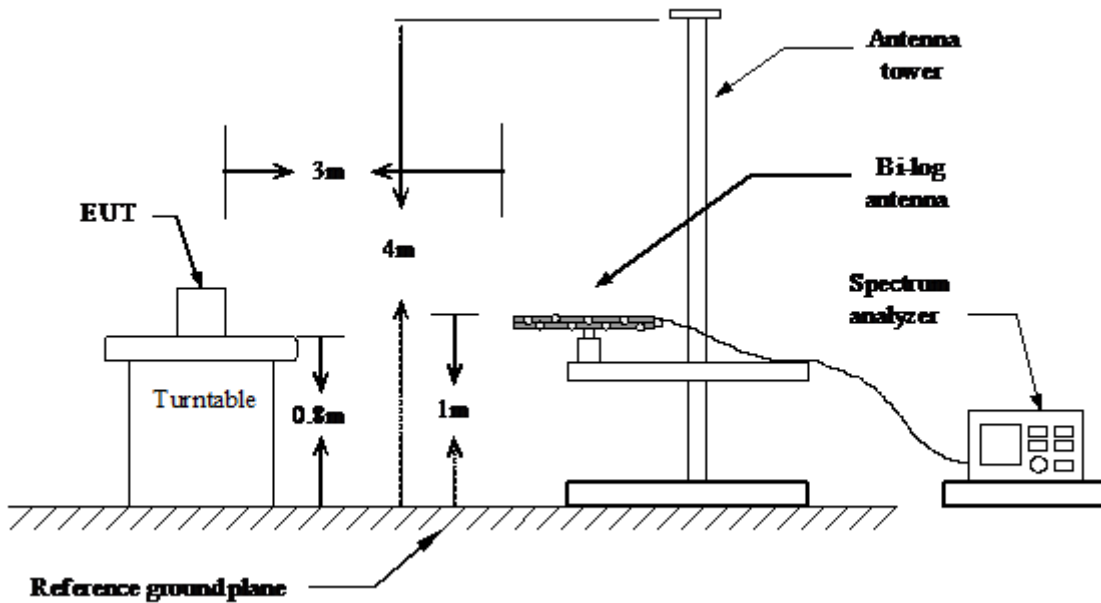 Antenna
tower
3m
Bi-log
antenna
EUT
4m
Spectrum
analyzer
Turntable
0.8m
1m
Reference ground plane